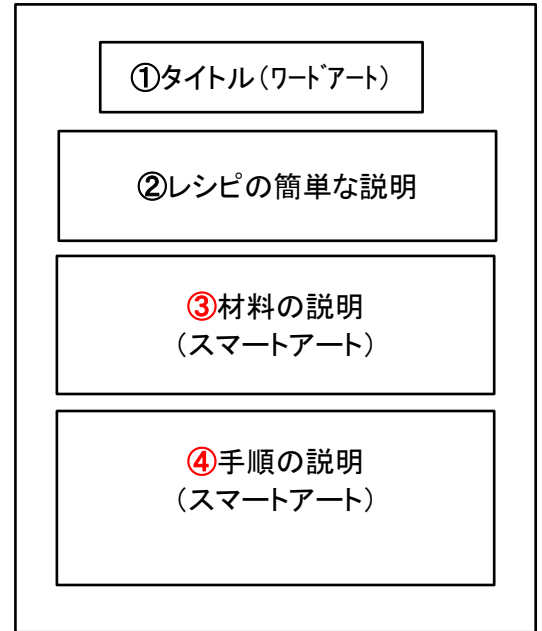 ①タイトル（ワードアート）
②レシピの簡単な説明
③材料の説明
（スマートアート）
④手順の説明
（スマートアート）